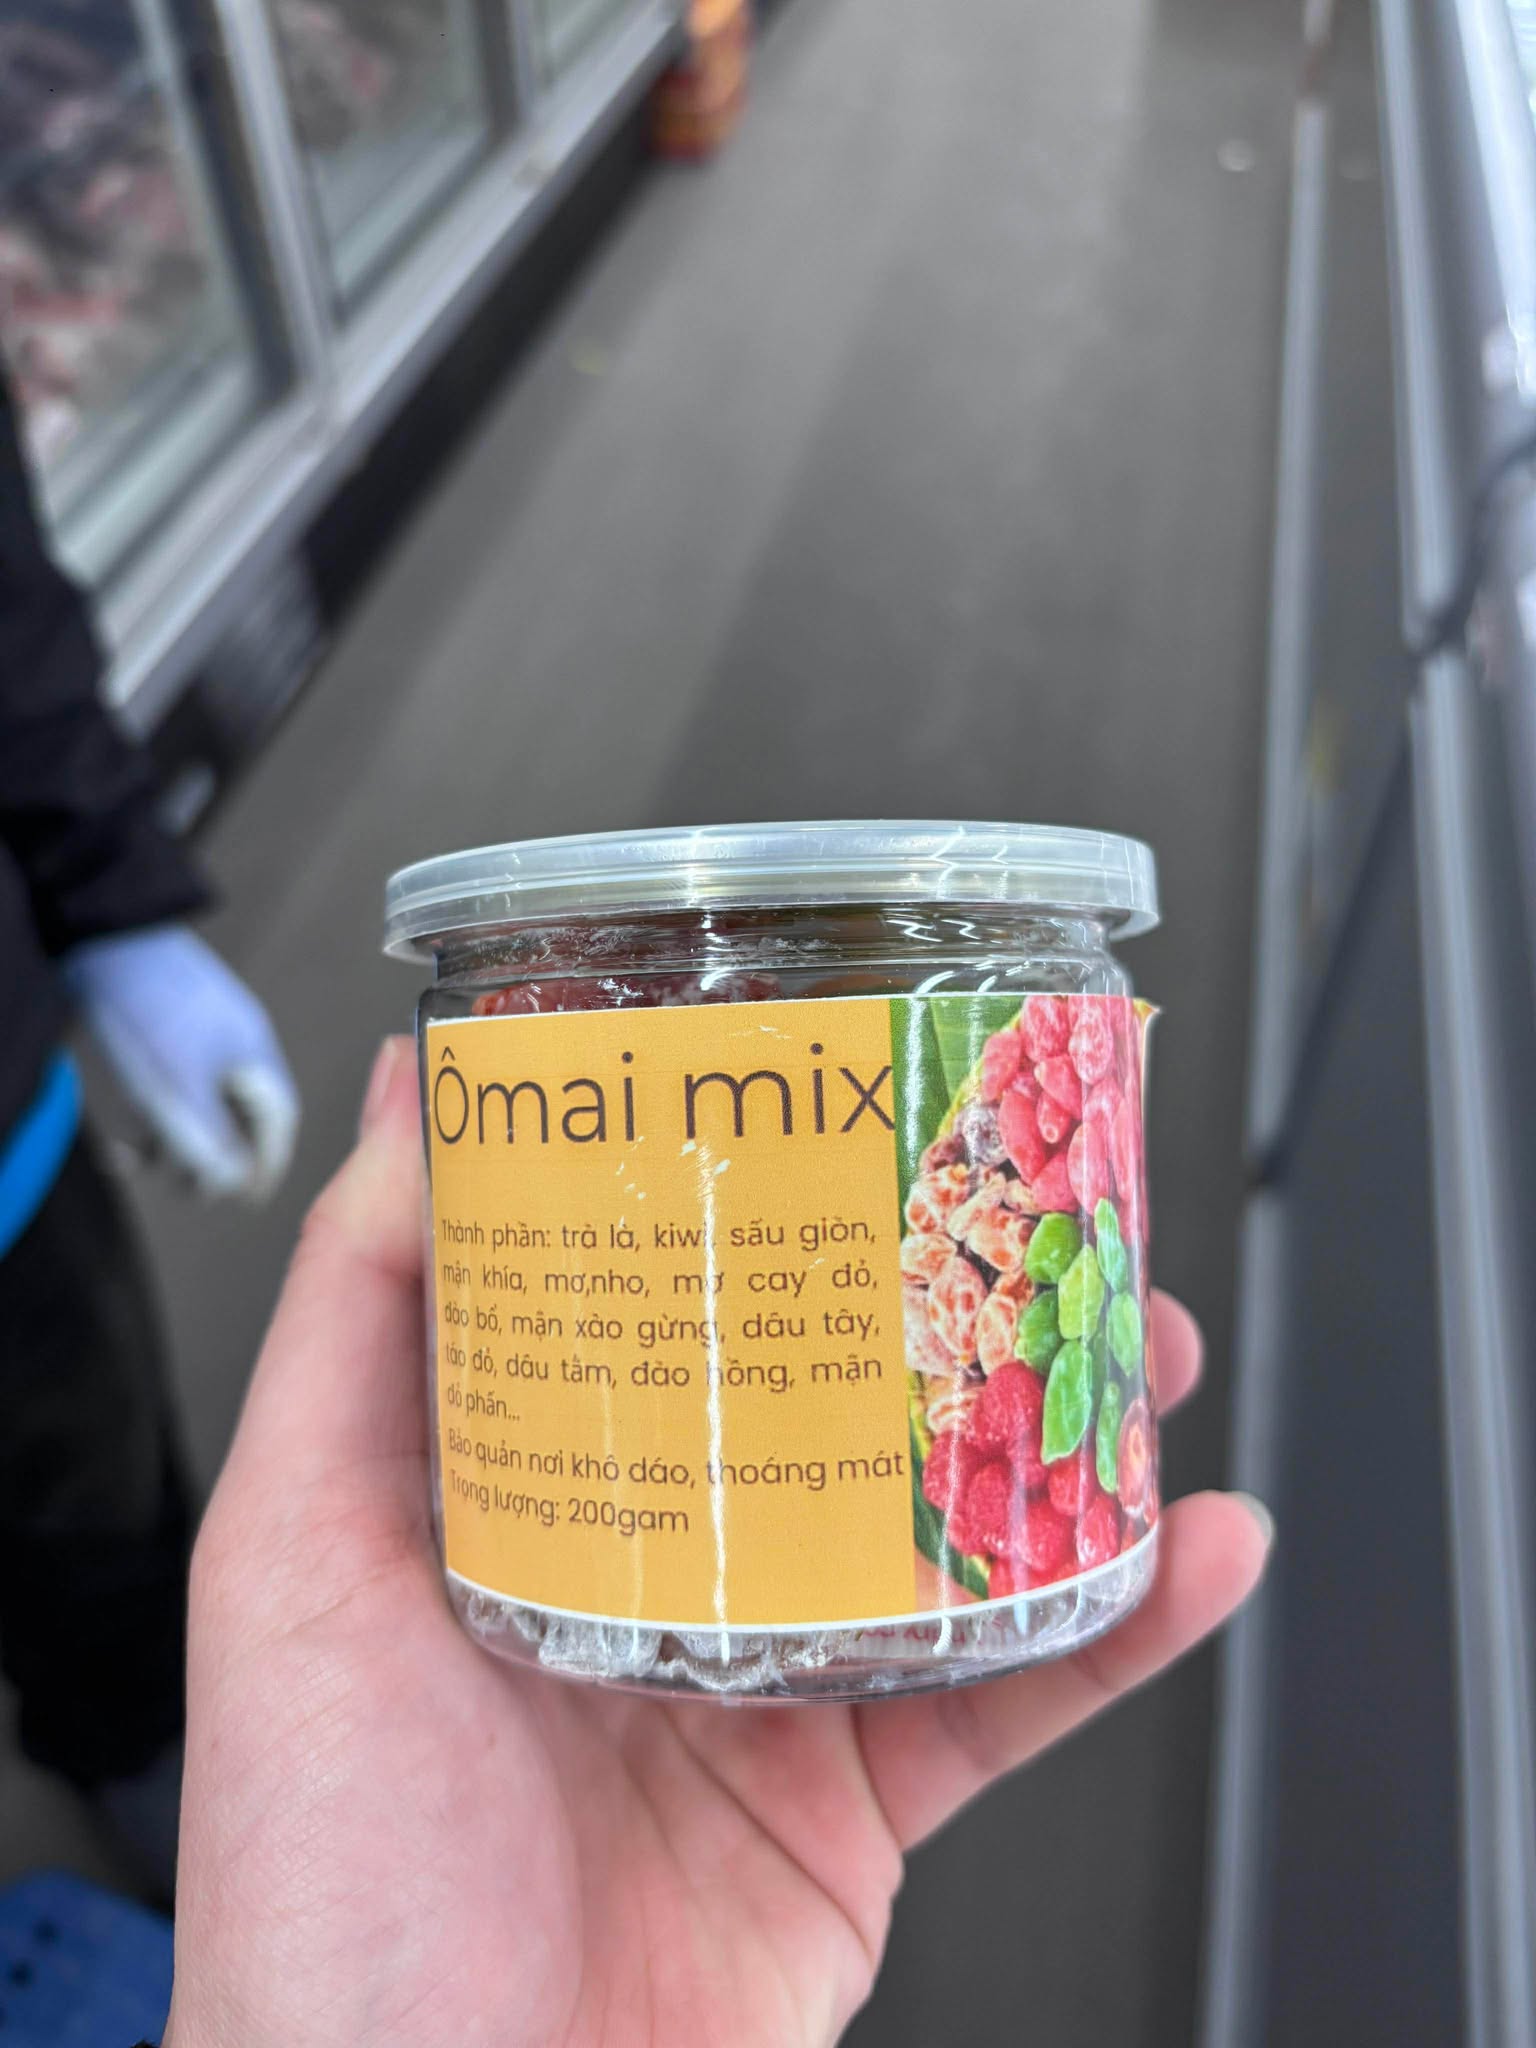 Ômai mix
Thành phần: trà là, kiwi, sấu giòn,
mận khía, mơ,nho, mơ cay đỏ,
đào bổ, mận xào gừng, dâu tây,
táo đỏ, dâu tằm, đào hồng, mận
đỏ phấn...
Bảo quản nơi khô dáo, thoáng mát
Trọng lượng: 200gam